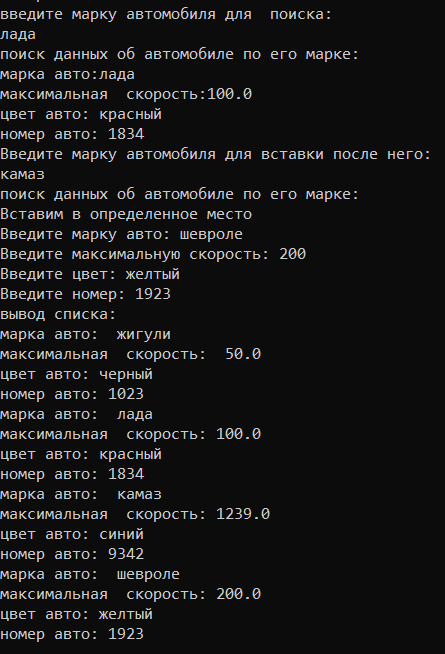 введите марку автомобиля для  поиска:
лада
поиск данных об автомобиле по его марке:
марка авто:лада
максимальная  скорость:100.0
цвет авто: красный
номер авто: 1834
Введите марку автомобиля для вставки после него:
камаз
поиск данных об автомобиле по его марке:
Вставим в определенное место
Введите марку авто: шевроле
Введите максимальную скорость: 200
Введите цвет: желтый
Введите номер: 1923
вывод списка:
марка авто:  жигули
максимальная  скорость:  50.0
цвет авто: черный
номер авто: 1023
марка авто:  лада
максимальная  скорость: 100.0
цвет авто: красный
номер авто: 1834
марка авто:  камаз
максимальная  скорость: 1239.0
цвет авто: синий
номер авто: 9342
марка авто:  шевроле
максимальная  скорость: 200.0
цвет авто: желтый
номер авто: 1923